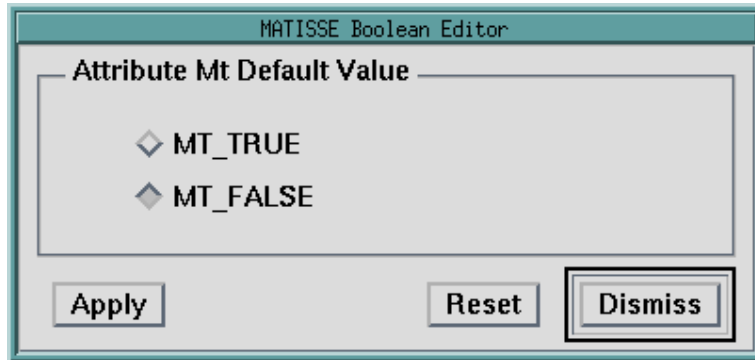 MATISSE Boolean Editor
Attribute Mt Default Value
MT_TRUE
MT_FALSE
Apply Reset Dismiss